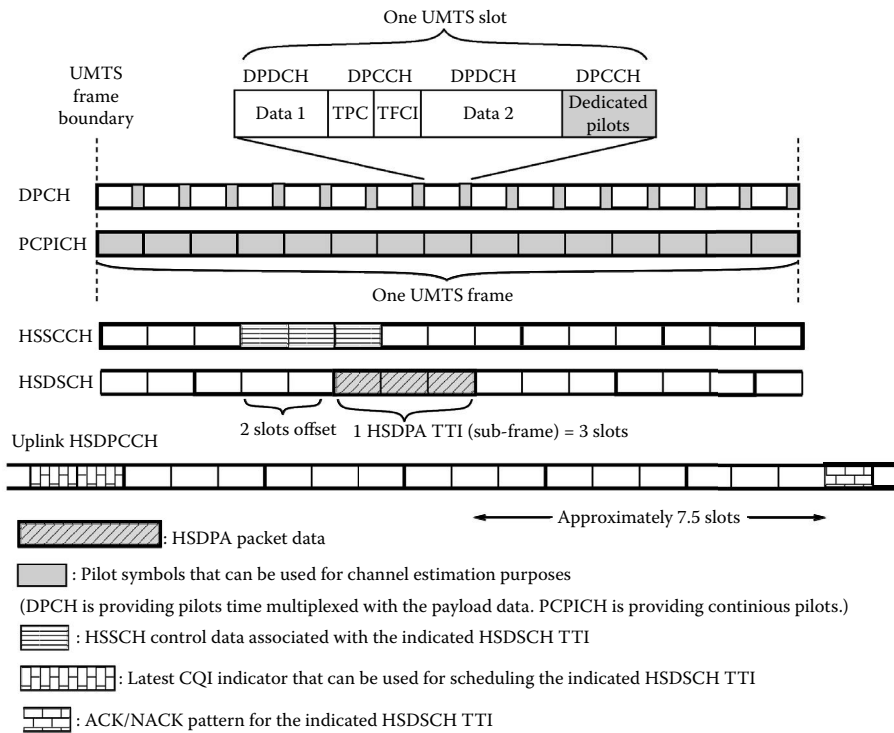 One UMTS slot
UMTS
frame
boundary
DPDCH DPCCH DPDCH DPCCH
Data 1 TPC TFCI Data 2 Dedicated
pilots
DPCH
PCPICH
One UMTS frame
HSSCCH
HSDSCH
2 slots offset 1 HSDPA TTI (sub-frame) = 3 slots
Uplink HSDPCCH
Approximately 7.5 slots
: HSDPA packet data
: Pilot symbols that can be used for channel estimation purposes
(DPCH is providing pilots time multiplexed with the payload data. PCPICH is providing continious pilots.)
: HSSCH control data associated with the indicated HSDSCH TTI
: Latest CQI indicator that can be used for scheduling the indicated HSDSCH TTI
: ACK/NACK pattern for the indicated HSDSCH TTI